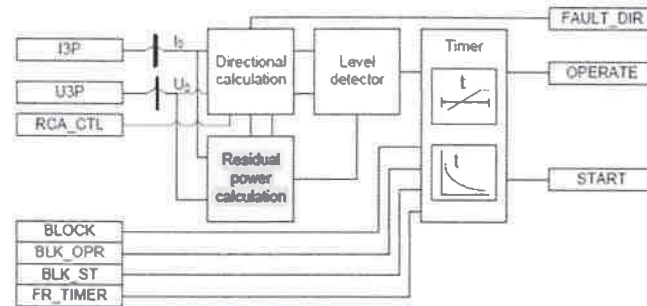 FAULT_DIR
I3P
I₀
Directional
calculation
Level
detector
Timer
t
OPERATE
U3P
U₀
RCA_CTL
Residual
power
calculation
t
START
BLOCK
BLK_OPR
BLK_ST
FR_TIMER